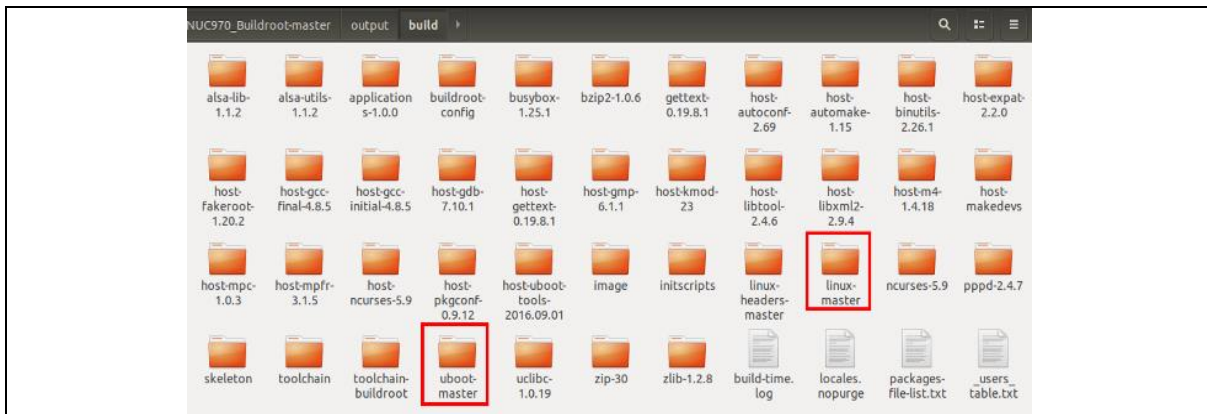 NUC970_Buildroot-master output build
alsa-lib-
1.1.2
alsa-utils-
1.1.2
application
s-1.0.0
buildroot-
config
busybox-
1.25.1
bzip2-1.0.6
gettext-
0.19.8.1
host-
autoconf-
2.69
host-
automake-
1.15
host-
binutils-
2.26.1
host-expat-
2.2.0
host-
fakeroot-
1.20.2
host-gcc-
final-4.8.5
host-gcc-
initial-4.8.5
host-gdb-
7.10.1
host-
gettext-
0.19.8.1
host-gmp-
6.1.1
host-kmod-
23
host-
libtool-
2.4.6
host-
libxml2-
2.9.4
host-m4-
1.4.18
host-
makedevs
host-mpc-
1.0.3
host-mpfr-
3.1.5
host-
ncurses-5.9
host-
pkgconf-
0.9.12
host-uboot-
tools-
2016.09.01
image
initscripts
linux-
headers-
master
linux-
master
ncurses-5.9
pppd-2.4.7
skeleton
toolchain
toolchain-
buildroot
uboot-
master
uclibc-
1.0.19
zip-30
zlib-1.2.8
build-time.
log
locales.
nopurge
packages-
file-list.txt
_users_
table.txt